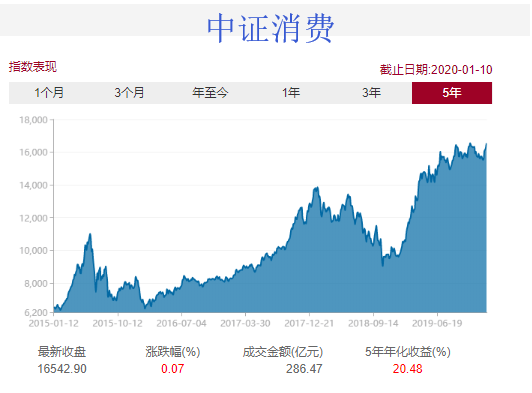 中证消费
指数表现
截止日期:2020-01-10
1个月 3个月 年至今 1年 3年 5年
18,000
16,000
14,000
12,000
10,000
8,000
6,200
2015-01-12 2015-10-12 2016-07-04 2017-03-30 2017-12-21 2018-09-14 2019-06-19
最新收盘 涨跌幅(%) 成交金额(亿元) 5年年化收益(%)
16542.90 0.07 286.47 20.48